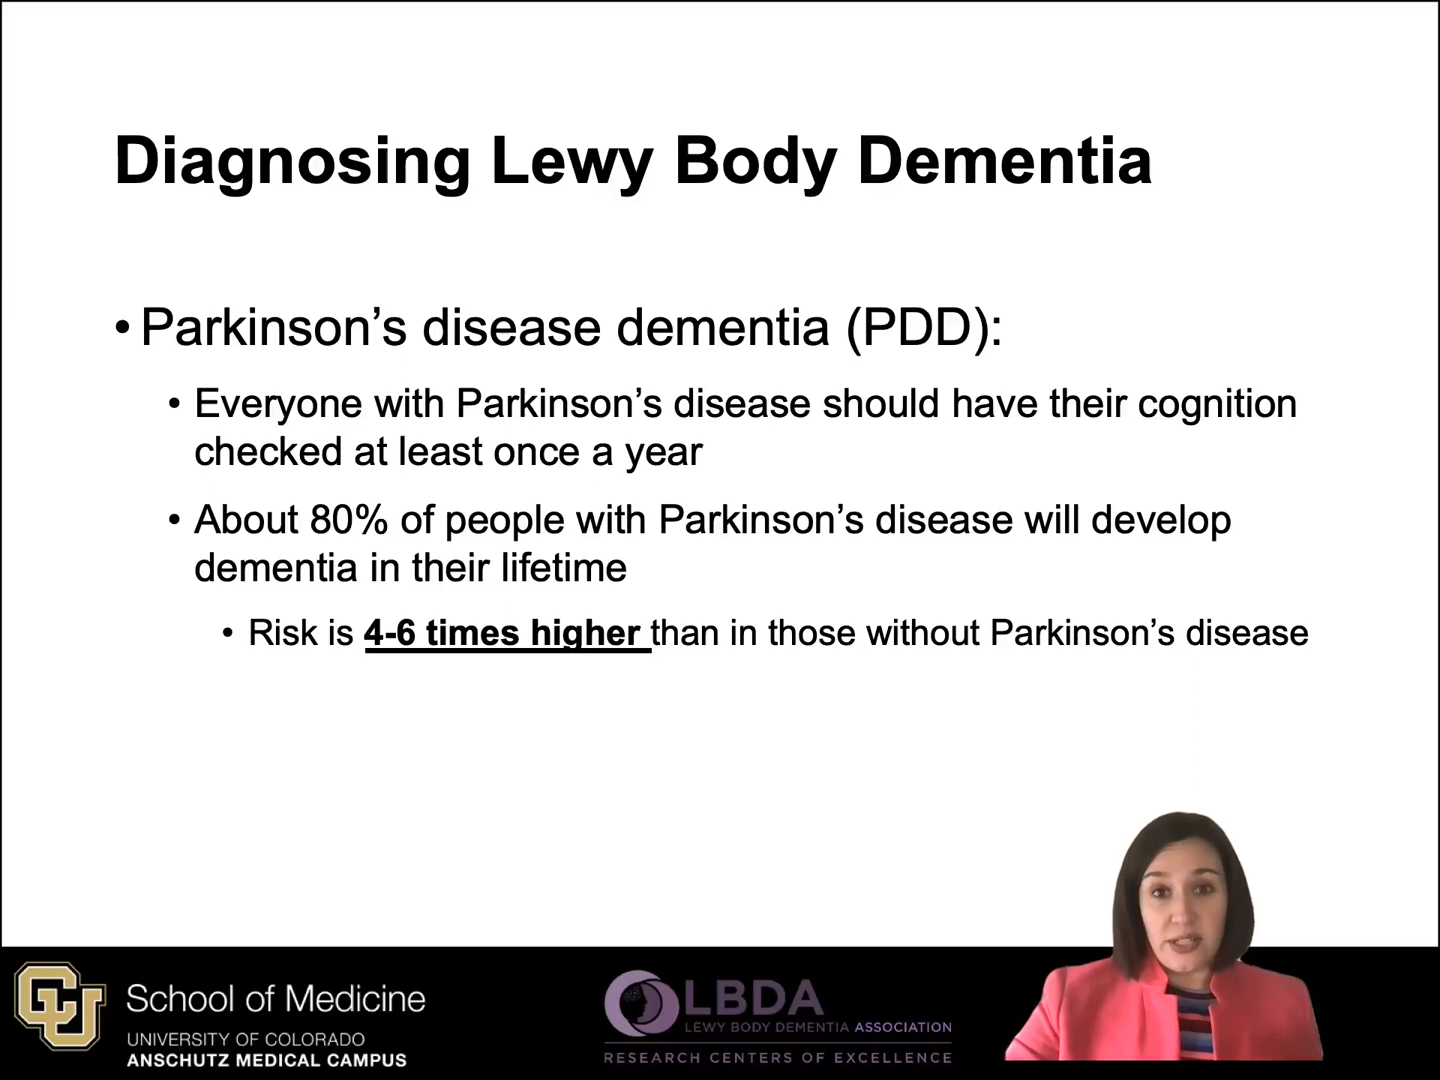 Diagnosing Lewy Body Dementia
• Parkinson’s disease dementia (PDD):
• Everyone with Parkinson’s disease should have their cognition
checked at least once a year
• About 80% of people with Parkinson’s disease will develop
dementia in their lifetime
• Risk is 4-6 times higher than in those without Parkinson’s disease
CU
School of Medicine
UNIVERSITY OF COLORADO
ANSCHUTZ MEDICAL CAMPUS
LBDA
LEWY BODY DEMENTIA ASSOCIATION
RESEARCH CENTERS OF EXCELLENCE